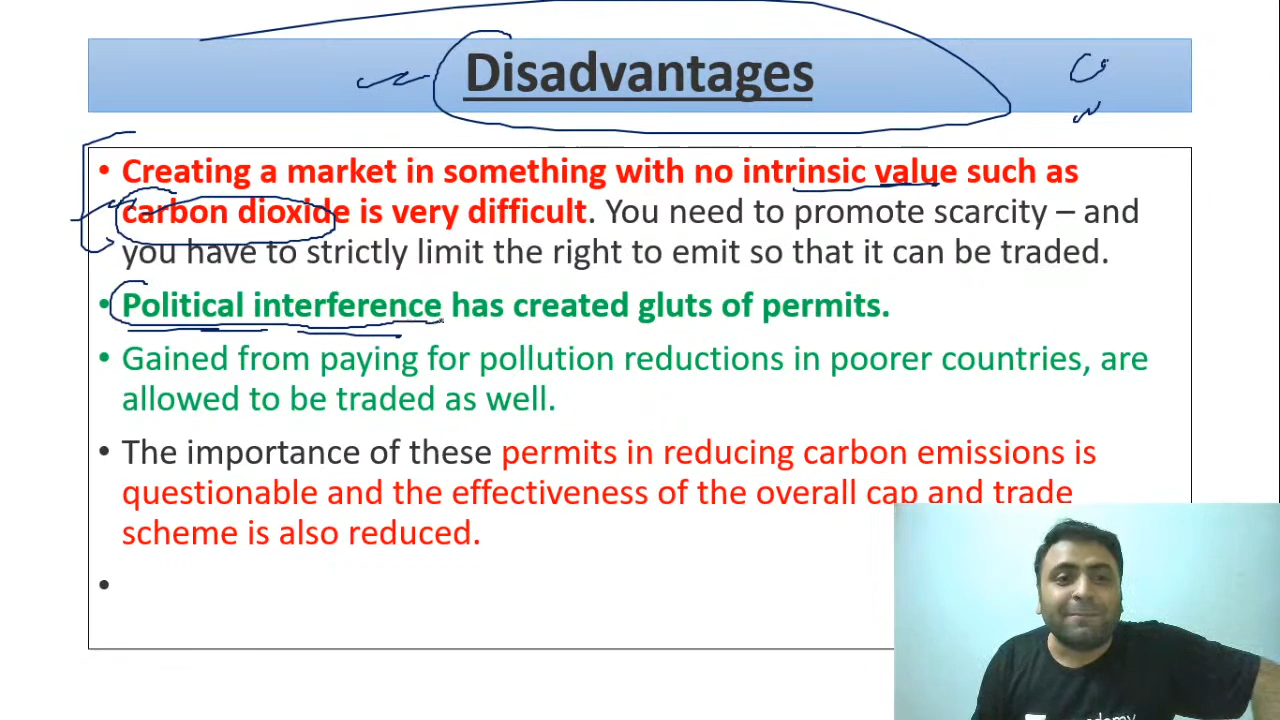 Disadvantages
• Creating a market in something with no intrinsic value such as
carbon dioxide is very difficult. You need to promote scarcity – and
you have to strictly limit the right to emit so that it can be traded.
• Political interference has created gluts of permits.
• Gained from paying for pollution reductions in poorer countries, are
allowed to be traded as well.
• The importance of these permits in reducing carbon emissions is
questionable and the effectiveness of the overall cap and trade
scheme is also reduced.
•